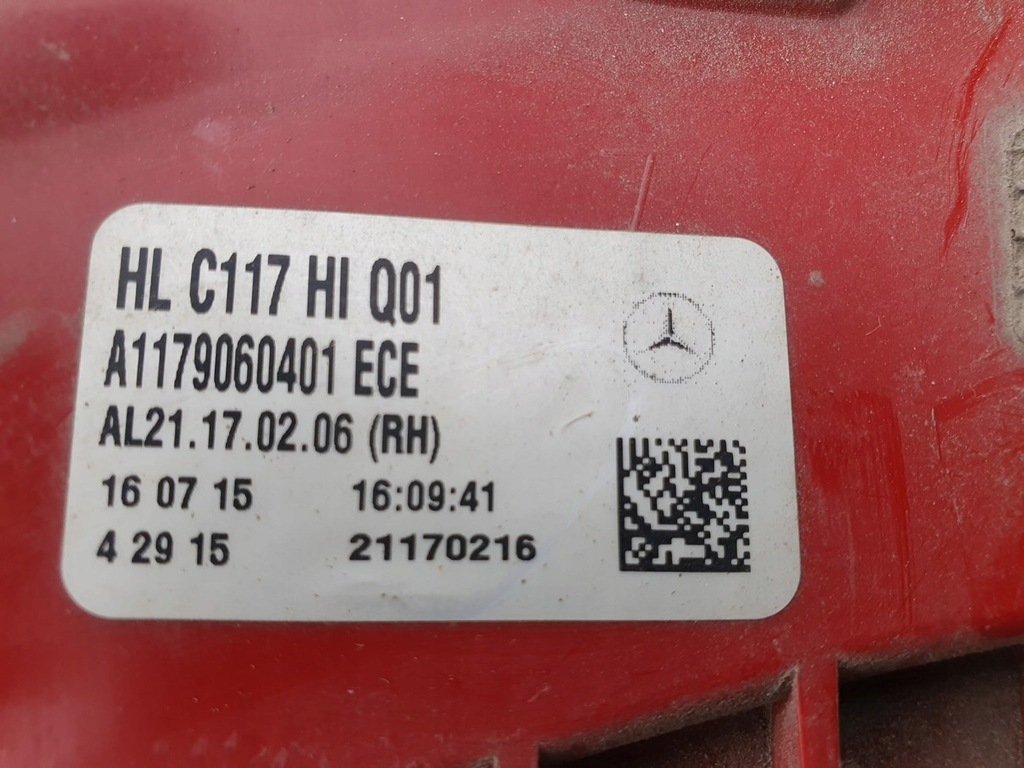 HL C117 HI Q01
A1179060401 ECE
AL21.17.02.06 (RH)
16 07 15 16:09:41
4 29 15 21170216